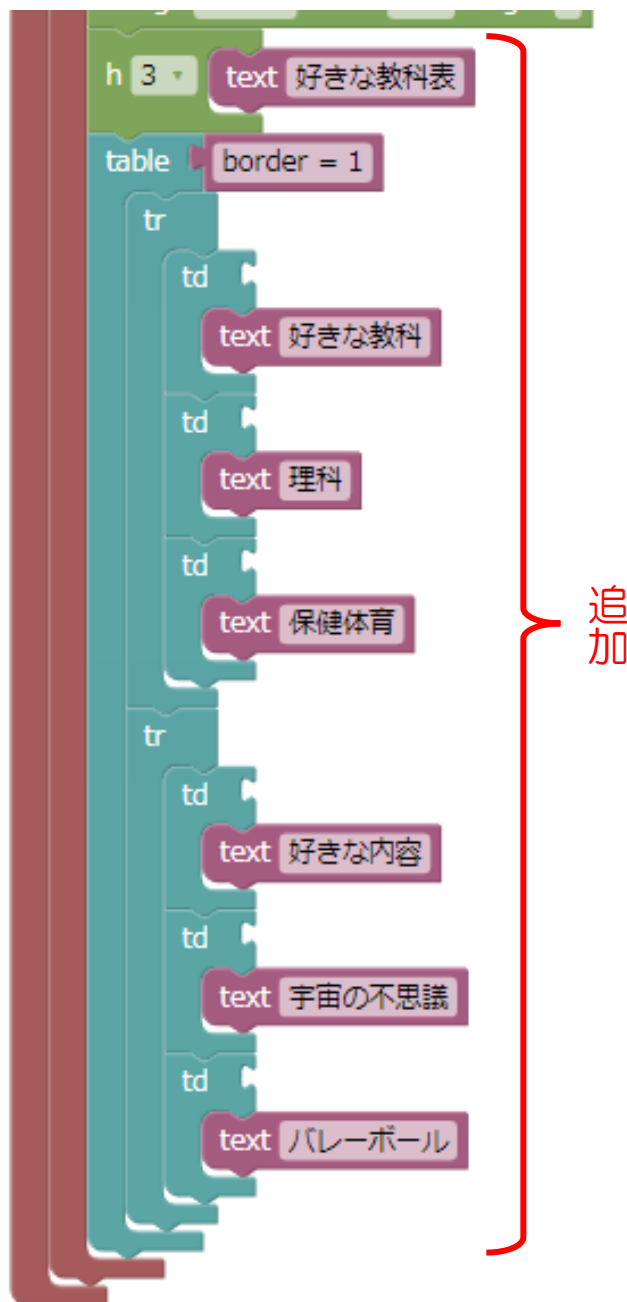 h 3 text 好きな教科表
table border = 1
tr
td
text 好きな教科
td
text 理科
td
text 保健体育
追加
tr
td
text 好きな内容
td
text 宇宙の不思議
td
text バレーボール